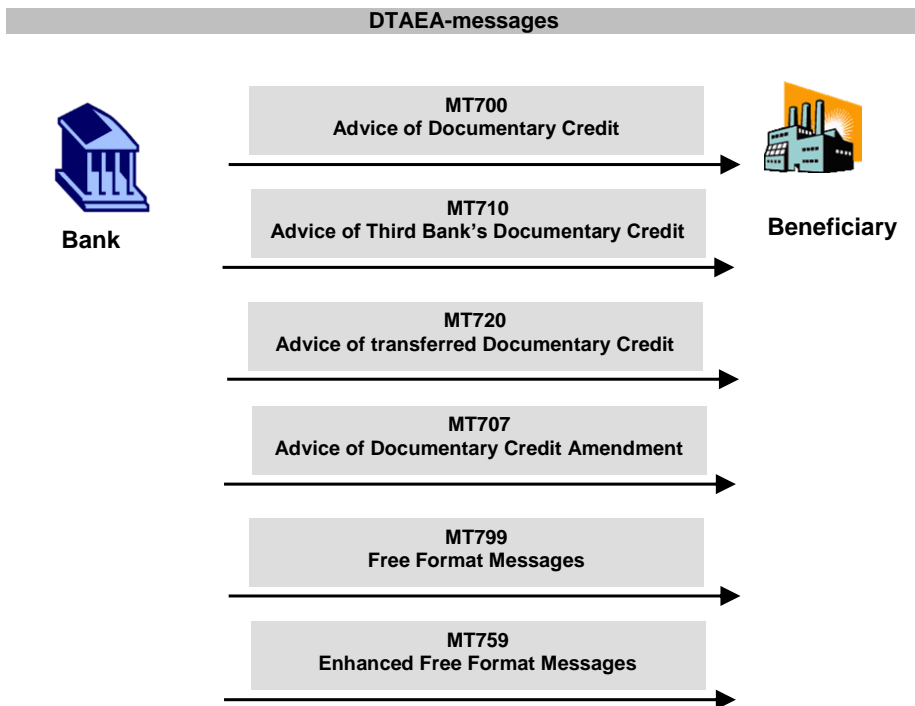 DTAEA-messages
MT700
Advice of Documentary Credit
MT710
Advice of Third Bank’s Documentary Credit
Bank
Beneficiary
MT720
Advice of transferred Documentary Credit
MT707
Advice of Documentary Credit Amendment
MT799
Free Format Messages
MT759
Enhanced Free Format Messages